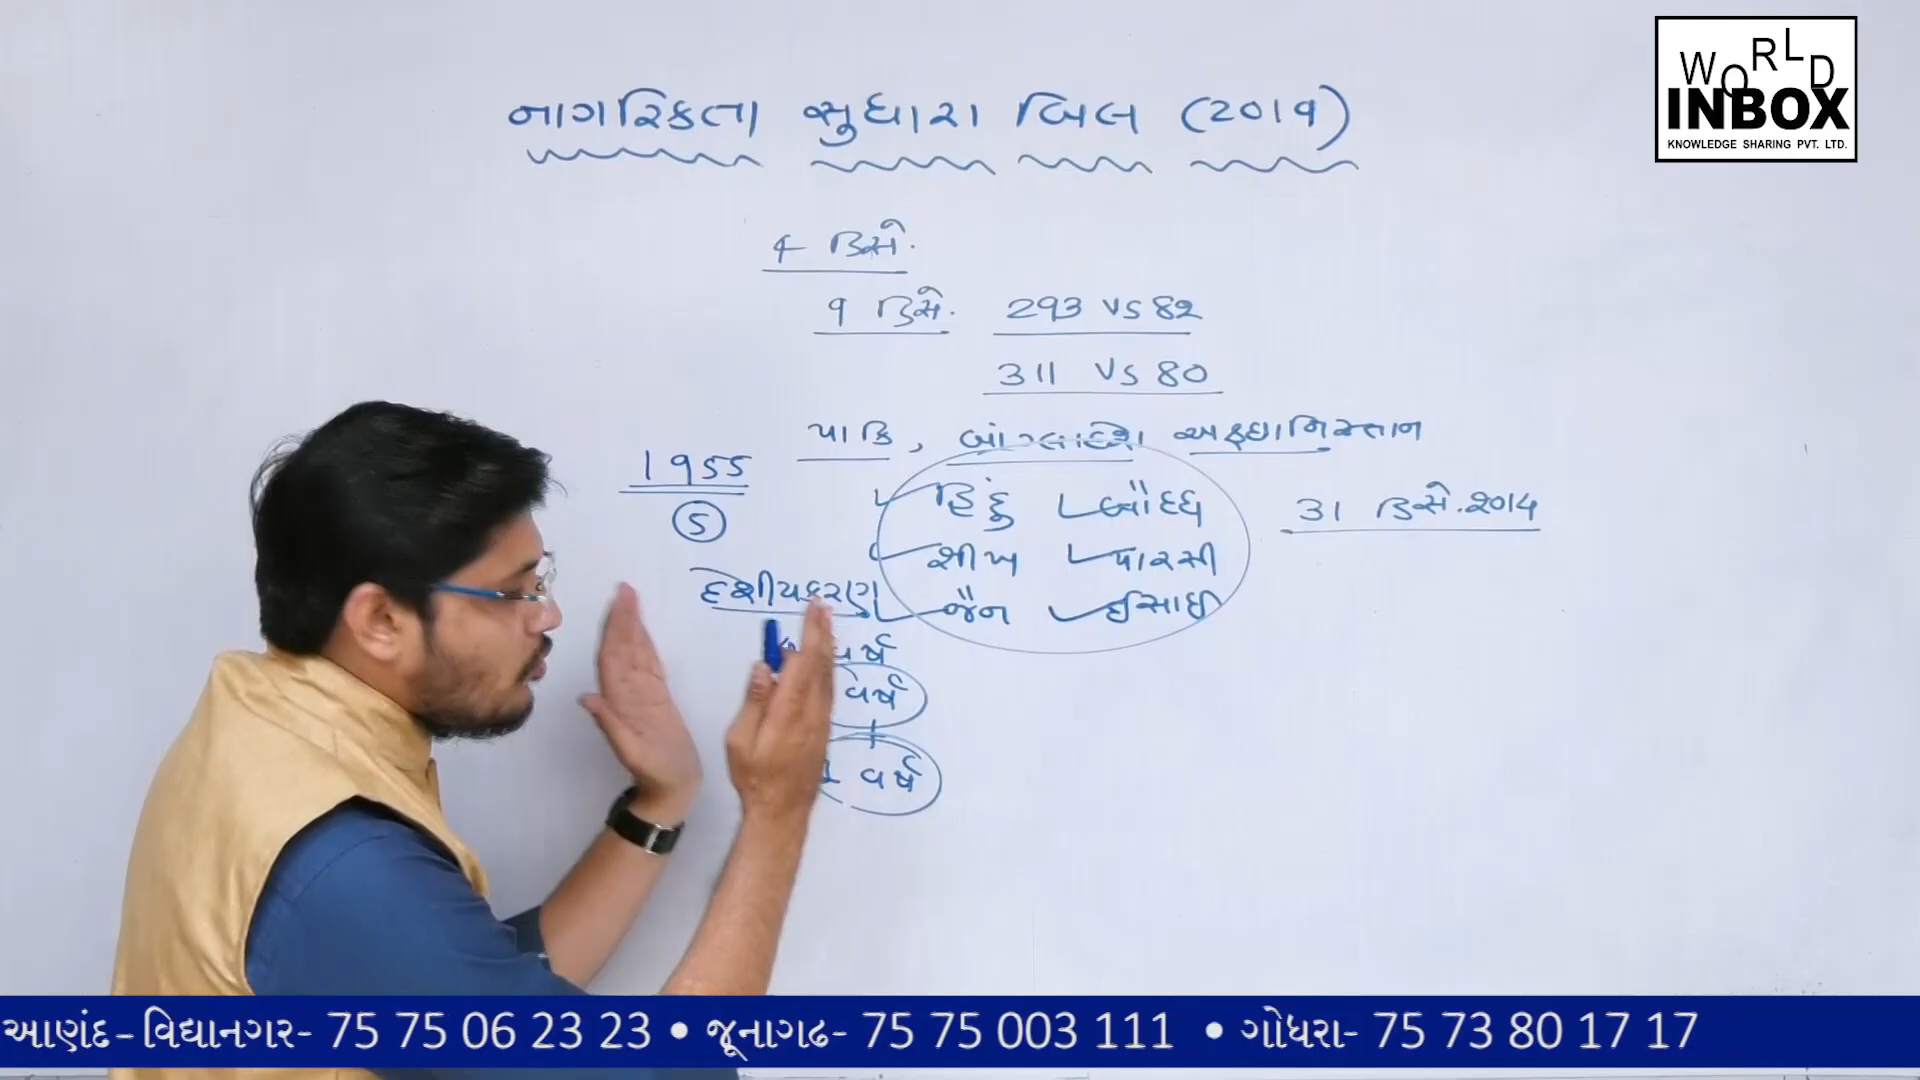 WORLD
INBOX
KNOWLEDGE SHARING PVT. LTD.
નાગરિકતા સુધારા બિલ (2019)
4 ડિસે.
9 ડિસે. 293 VS 82
311 VS 80
પાકિ, બાંગ્લાદેશ અફઘાનિસ્તાન
1955
5
હિંદુ બૌદ્ધ
31 ડિસે. 2014
શીખ પારસી
દેશીયકરણ
જૈન ઈસાઈ
વર્ષ
વર્ષ
+
1 વર્ષ
આણંદ – વિદ્યાનગર- 75 75 06 23 23 • જૂનાગઢ- 75 75 003 111 • ગોધરા- 75 73 80 17 17